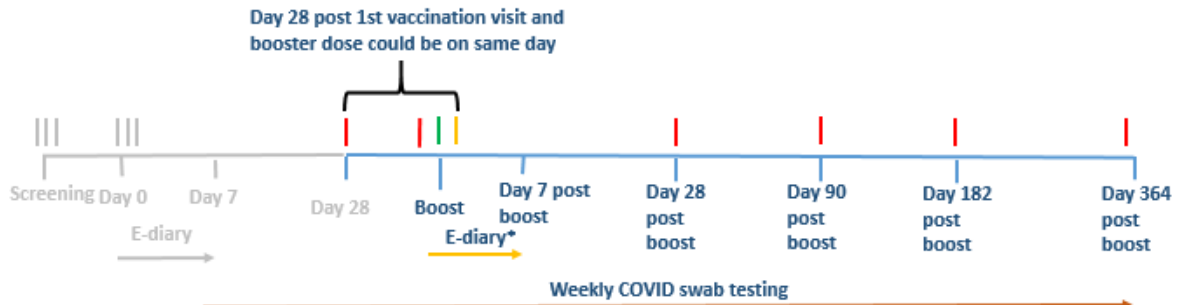 Day 28 post 1st vaccination visit and
booster dose could be on same day
Screening
Day 0
Day 7
Day 28
Boost
Day 7 post
boost
Day 28
post
boost
Day 90
post
boost
Day 182
post
boost
Day 364
post
boost
E-diary
E-diary*
Weekly COVID swab testing